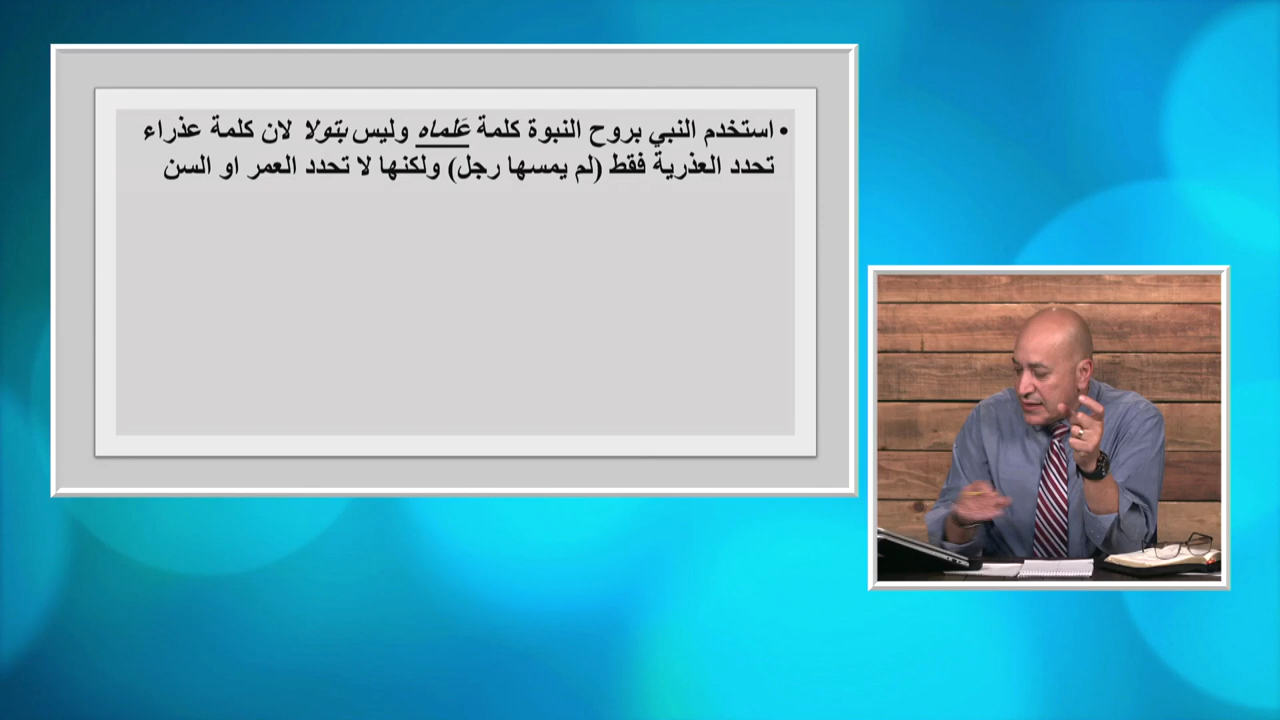 • استخدم النبي بروح النبوة كلمة عَلماه وليس بتولا لان كلمة عذراء
تحدد العذرية فقط (لم يمسها رجل) ولكنها لا تحدد العمر او السن